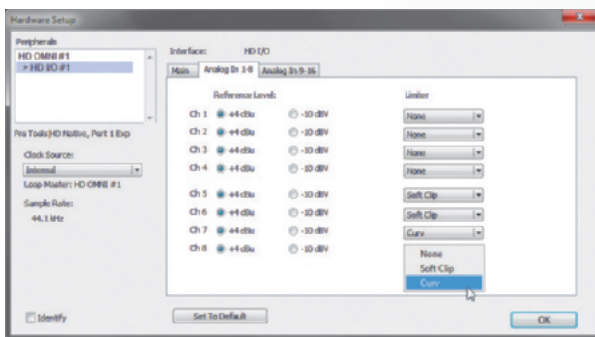 Hardware Setup
Peripherals
HD OMNI #1
> HD I/O #1
Pro Tools|HD Native, Port 1 Exp
Clock Source:
Internal
Loop Master: HD OMNI #1
Sample Rate:
44.1 kHz
Identify
Interface: HD I/O
Main Analog In 1-8 Analog In 9-16
Reference Level: Limiter
Ch 1 +4 dBu -10 dBV None
Ch 2 +4 dBu -10 dBV None
Ch 3 +4 dBu -10 dBV None
Ch 4 +4 dBu -10 dBV None
Ch 5 +4 dBu -10 dBV Soft Clip
Ch 6 +4 dBu -10 dBV Soft Clip
Ch 7 +4 dBu -10 dBV Curv
Ch 8 +4 dBu -10 dBV
None
Soft Clip
Curv
Set To Default
OK